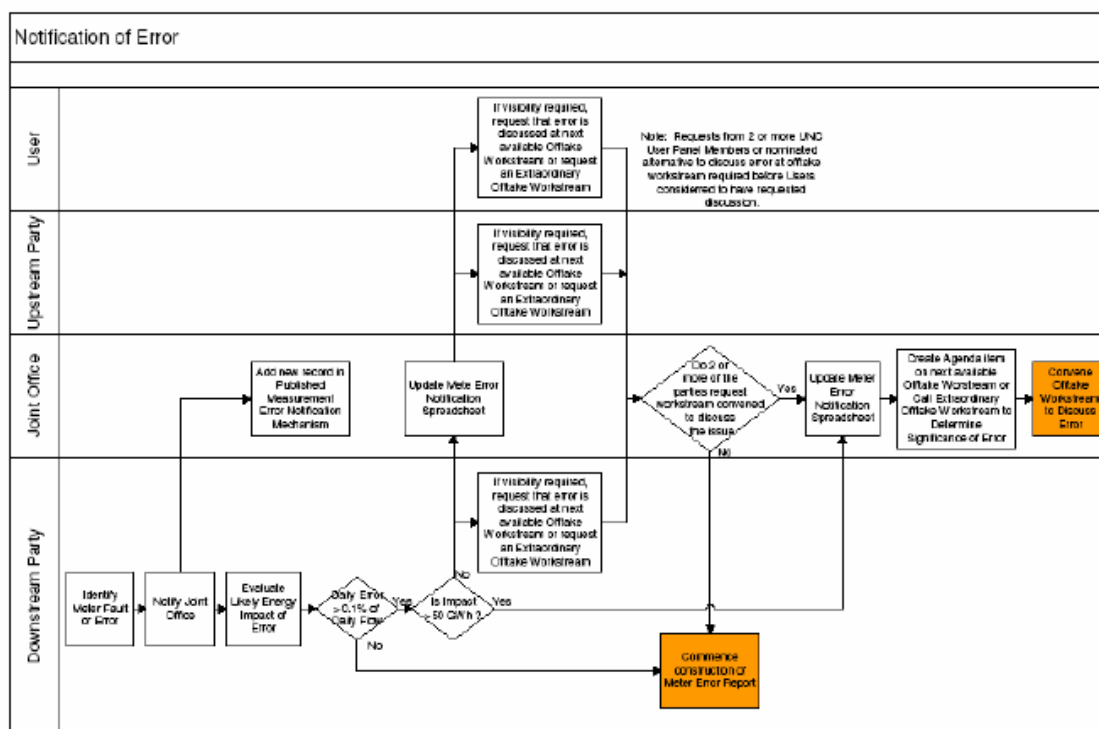 Notification of Error
User
If visibility required,
request that error is
discussed at next
available Offtake
Workstream or request
an Extraordinary
Offtake Workstream
Note: Requests from 2 or more UNC
User Panel Members or nominated
alternative to discuss error at offtake
workstream required before Users
considered to have requested
discussion.
Upstream Party
If visibility required,
request that error is
discussed at next
available Offtake
Workstream or request
an Extraordinary
Offtake Workstream
Joint Office
Add new record in
Published
Measurement
Error Notification
Mechanism
Update Mete Error
Notification
Spreadsheet
Do 2 or
more of the
parties request
workstream convened
to discuss
the issue
Yes
No
Update Meter
Error
Notification
Spreadsheet
Create Agenda item
on next available
Offtake Worstream or
Call Extraordinary
Offtake Workstream to
Determine
Significance of Error
Convene
Offtake
Workstream
to Discuss
Error
Downstream Party
If visibility required,
request that error is
discussed at next
available Offtake
Workstream or request
an Extraordinary
Offtake Workstream
Identify
Meter Fault
or Error
Notify Joint
Office
Evaluate
Likely Energy
Impact of
Error
Daily Error
>0.1% of
Daily Flow
Yes
No
Is Impact
>50 GWh ?
No
Yes
Commence
construction of
Meter Error Report